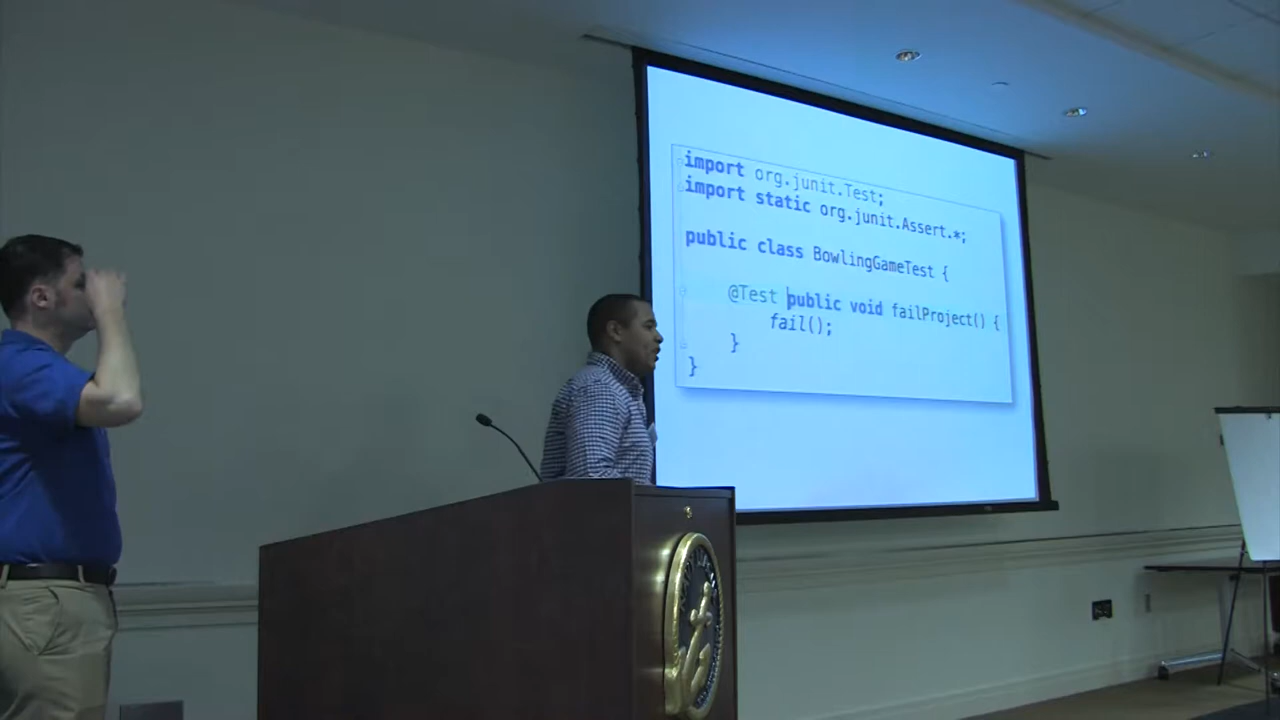 import org.junit.Test;
import static org.junit.Assert.*;
public class BowlingGameTest {
@Test public void failProject() {
fail();
}
}